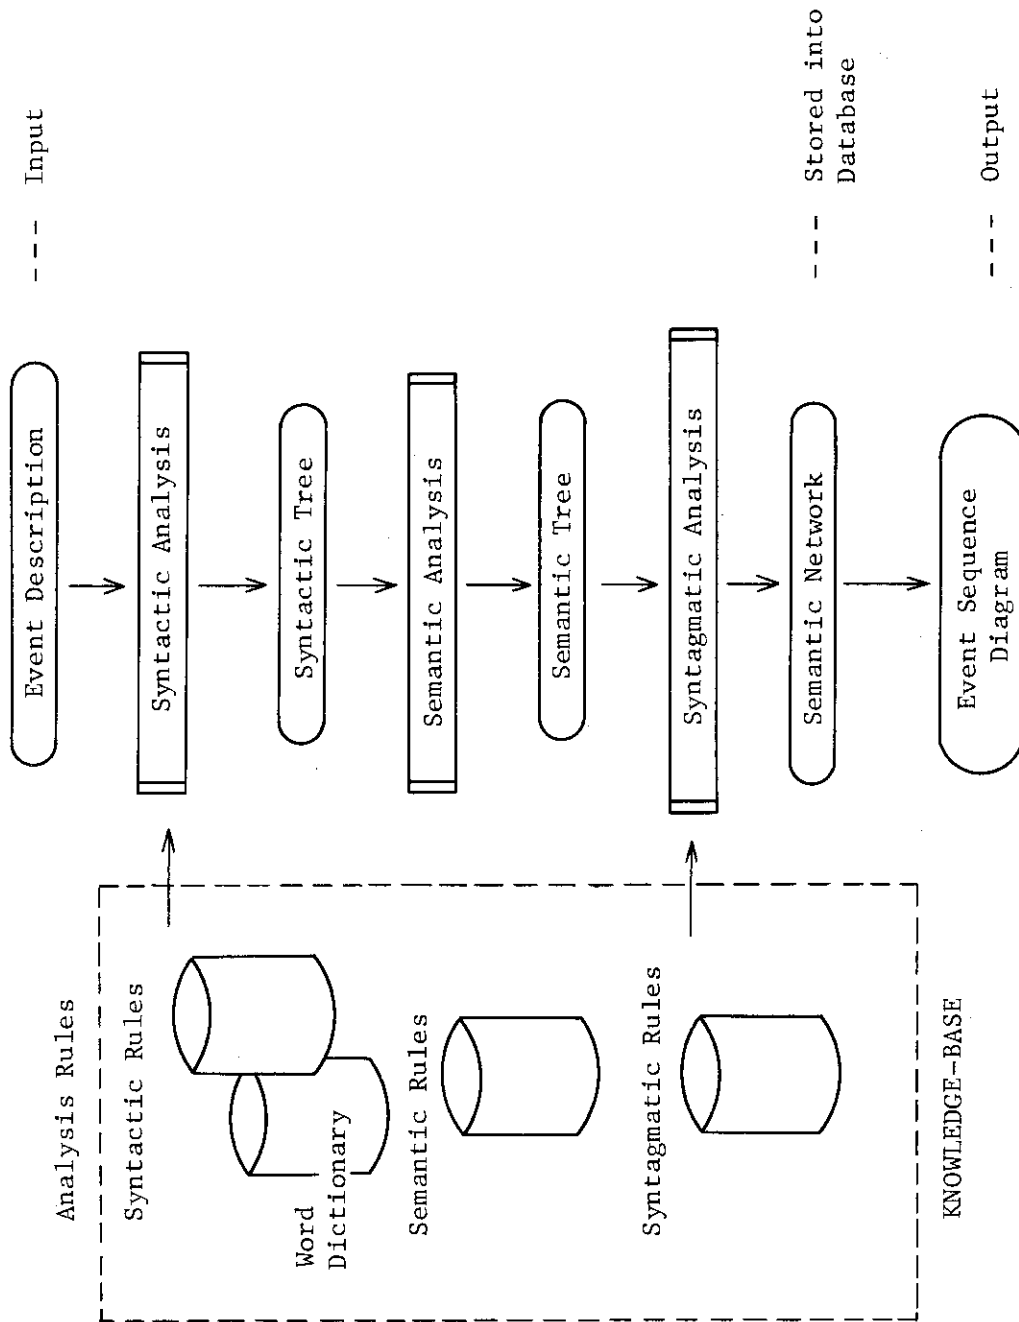 Analysis Rules
Syntactic Rules
Word
Dictionary
Semantic Rules
Syntagmatic Rules
KNOWLEDGE-BASE
Event Description
Syntactic Analysis
Syntactic Tree
Semantic Analysis
Semantic Tree
Syntagmatic Analysis
Semantic Network
Event Sequence
Diagram
--- Input
--- Stored into
Database
--- Output